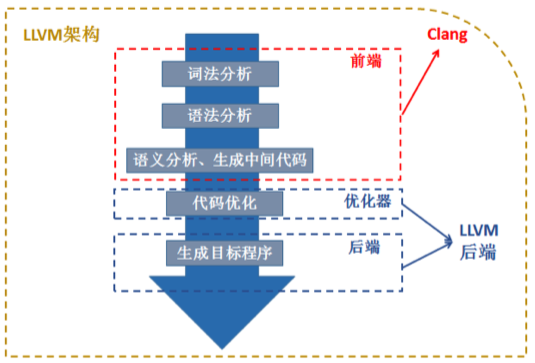 LLVM架构
Clang
前端
词法分析
语法分析
语义分析、生成中间代码
代码优化
优化器
LLVM
后端
后端
生成目标程序